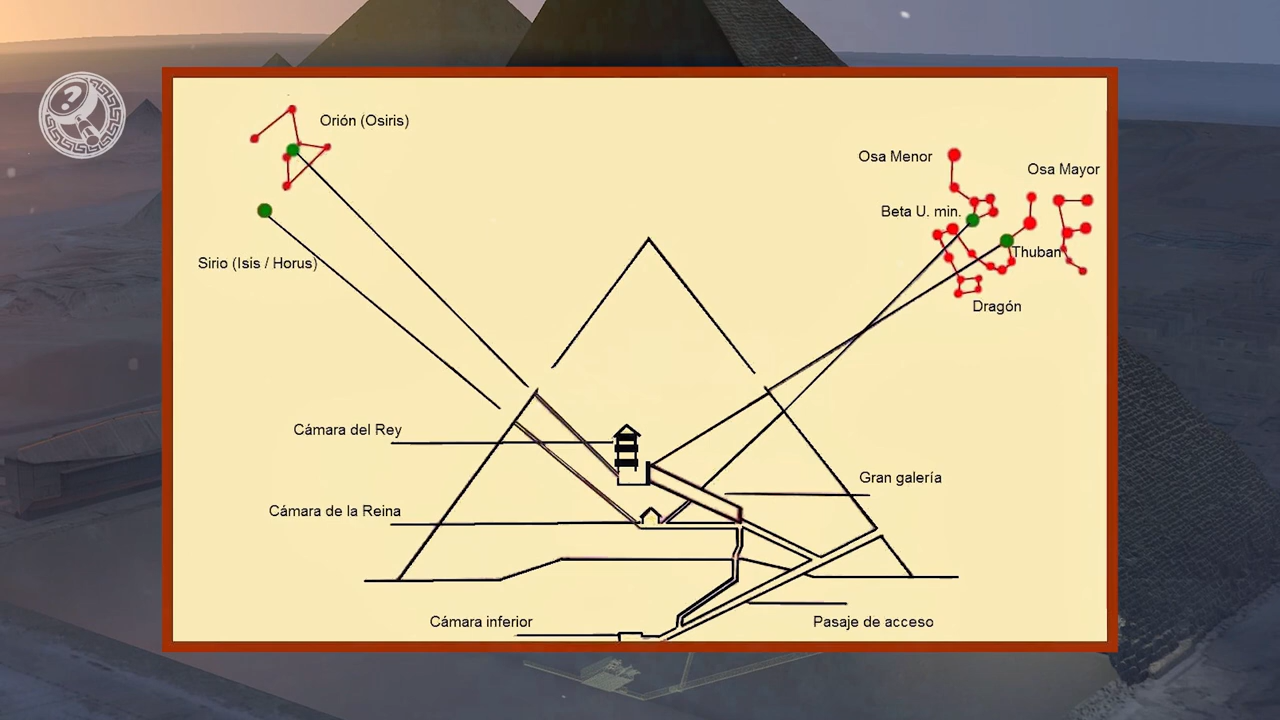 Orión (Osiris)
Osa Menor
Osa Mayor
Beta U. min.
Thuban
Sirio (Isis / Horus)
Dragón
Cámara del Rey
Gran galería
Cámara de la Reina
Cámara inferior
Pasaje de acceso